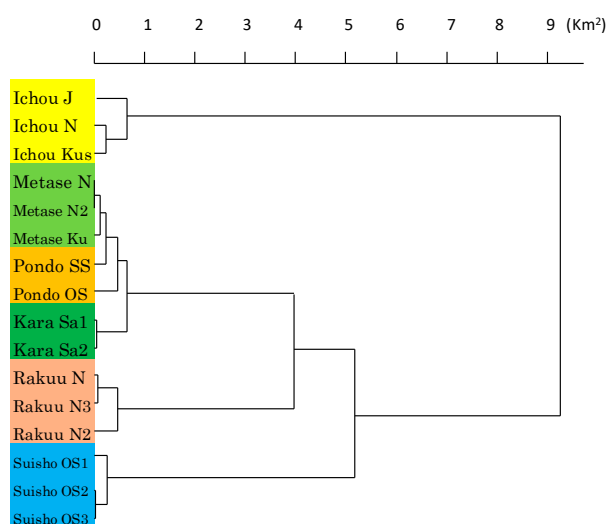 0 1 2 3 4 5 6 7 8 9 (Km²)
Ichou J
Ichou N
Ichou Kus
Metase N
Metase N2
Metase Ku
Pondo SS
Pondo OS
Kara Sa1
Kara Sa2
Rakuu N
Rakuu N3
Rakuu N2
Suisho OS1
Suisho OS2
Suisho OS3